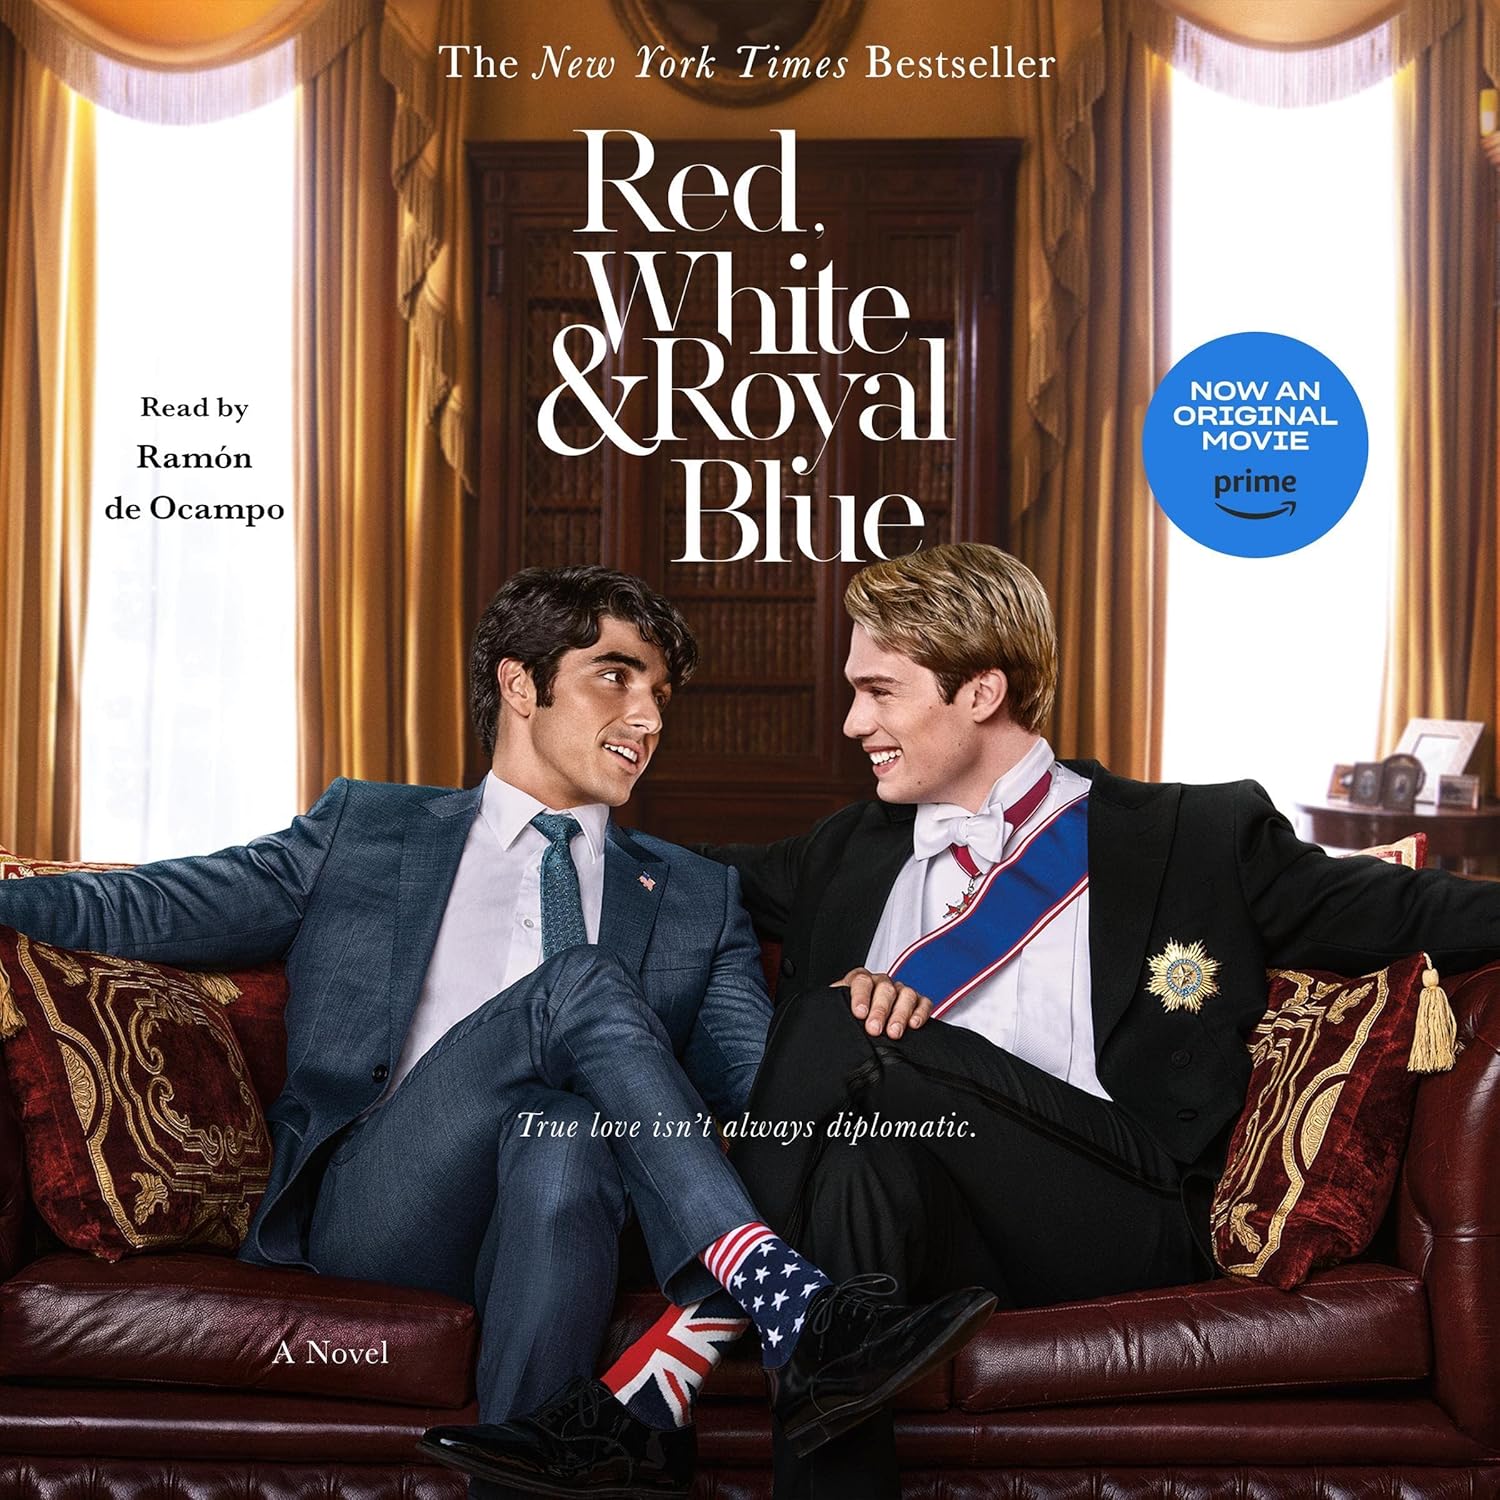 The New York Times Bestseller
Red,
White
& Royal
Blue
Read by
Ramón
de Ocampo
NOW AN
ORIGINAL
MOVIE
prime
True love isn't always diplomatic.
A Novel